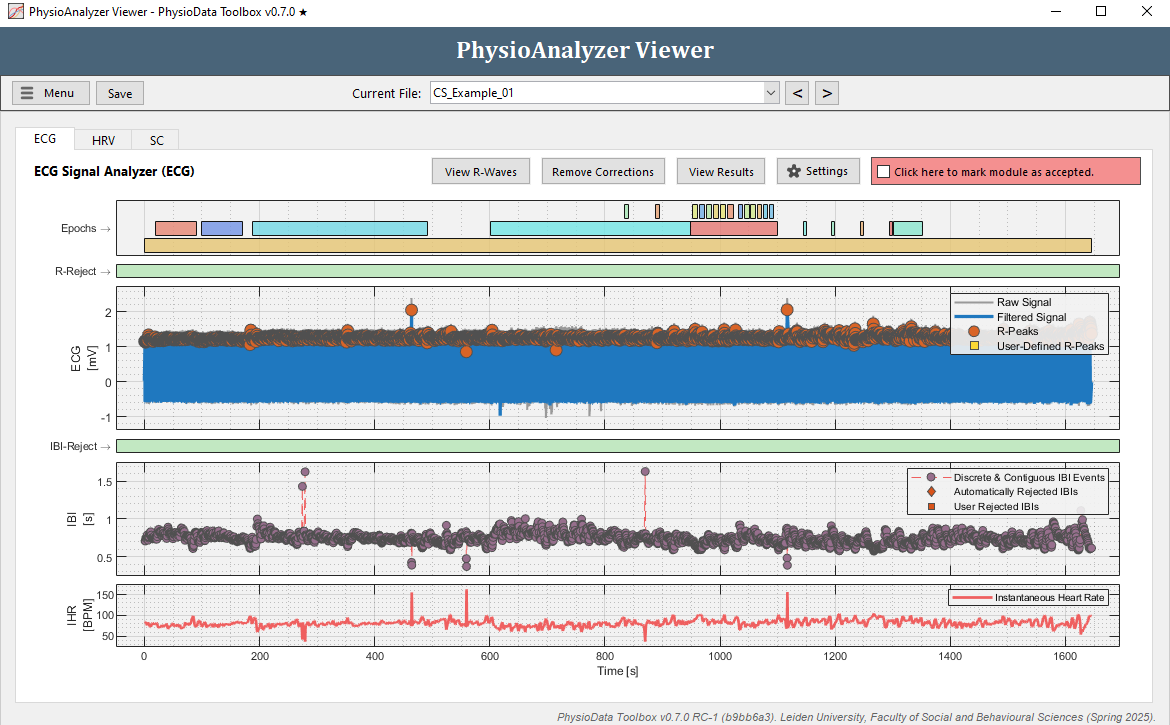 PhysioAnalyzer Viewer - PhysioData Toolbox v0.7.0 ★
PhysioAnalyzer Viewer
Menu
Save
Current File:
CS_Example_01
<
>
ECG
HRV
SC
ECG Signal Analyzer (ECG)
View R-Waves
Remove Corrections
View Results
Settings
Click here to mark module as accepted.
Epochs →
R-Reject →
ECG
[mV]
2
1
0
-1
Raw Signal
Filtered Signal
R-Peaks
User-Defined R-Peaks
IBI-Reject →
IBI
[s]
1.5
1
0.5
Discrete & Contiguous IBI Events
Automatically Rejected IBIs
User Rejected IBIs
IHR
[BPM]
150
100
50
Instantaneous Heart Rate
0 200 400 600 800 1000 1200 1400 1600
Time [s]
PhysioData Toolbox v0.7.0 RC-1 (b9bb6a3). Leiden University, Faculty of Social and Behavioural Sciences (Spring 2025).